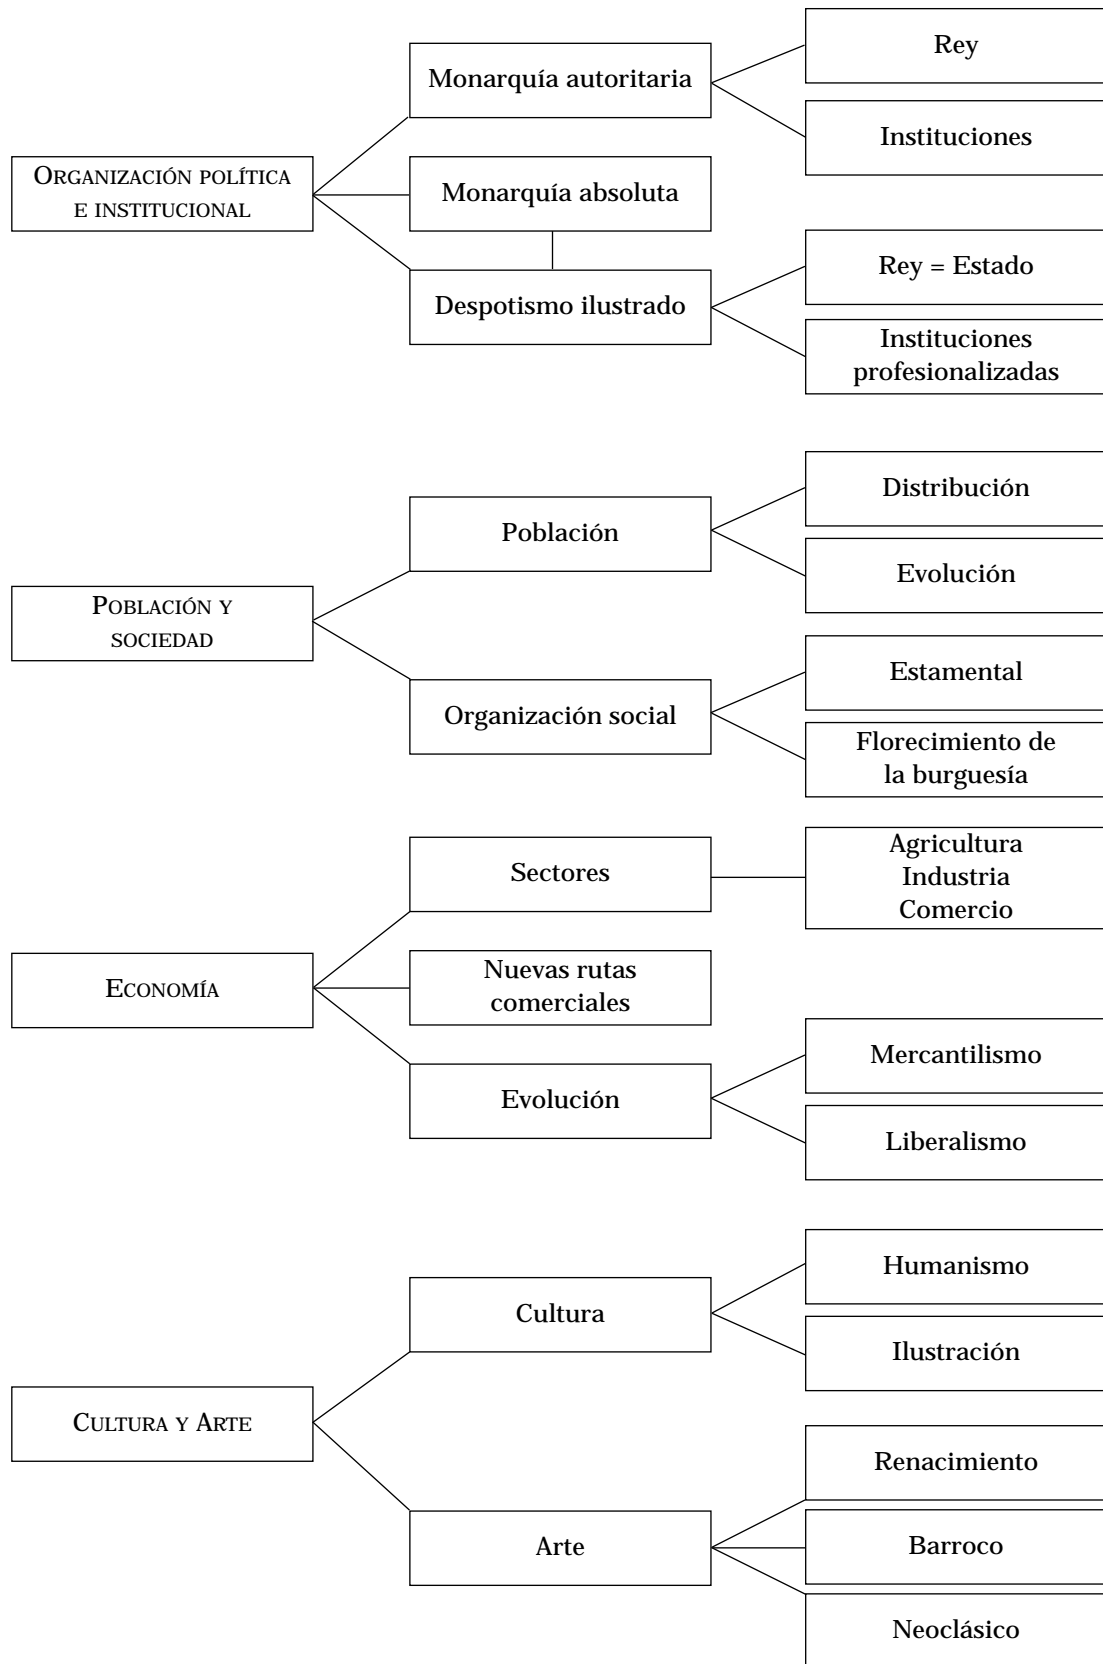 ORGANIZACIÓN POLÍTICA
E INSTITUCIONAL
Monarquía autoritaria
Rey
Instituciones
Monarquía absoluta
Despotismo ilustrado
Rey = Estado
Instituciones
profesionalizadas
POBLACIÓN Y
SOCIEDAD
Población
Distribución
Evolución
Organización social
Estamental
Florecimiento de
la burguesía
ECONOMÍA
Sectores
Agricultura
Industria
Comercio
Nuevas rutas
comerciales
Evolución
Mercantilismo
Liberalismo
CULTURA Y ARTE
Cultura
Humanismo
Ilustración
Arte
Renacimiento
Barroco
Neoclásico